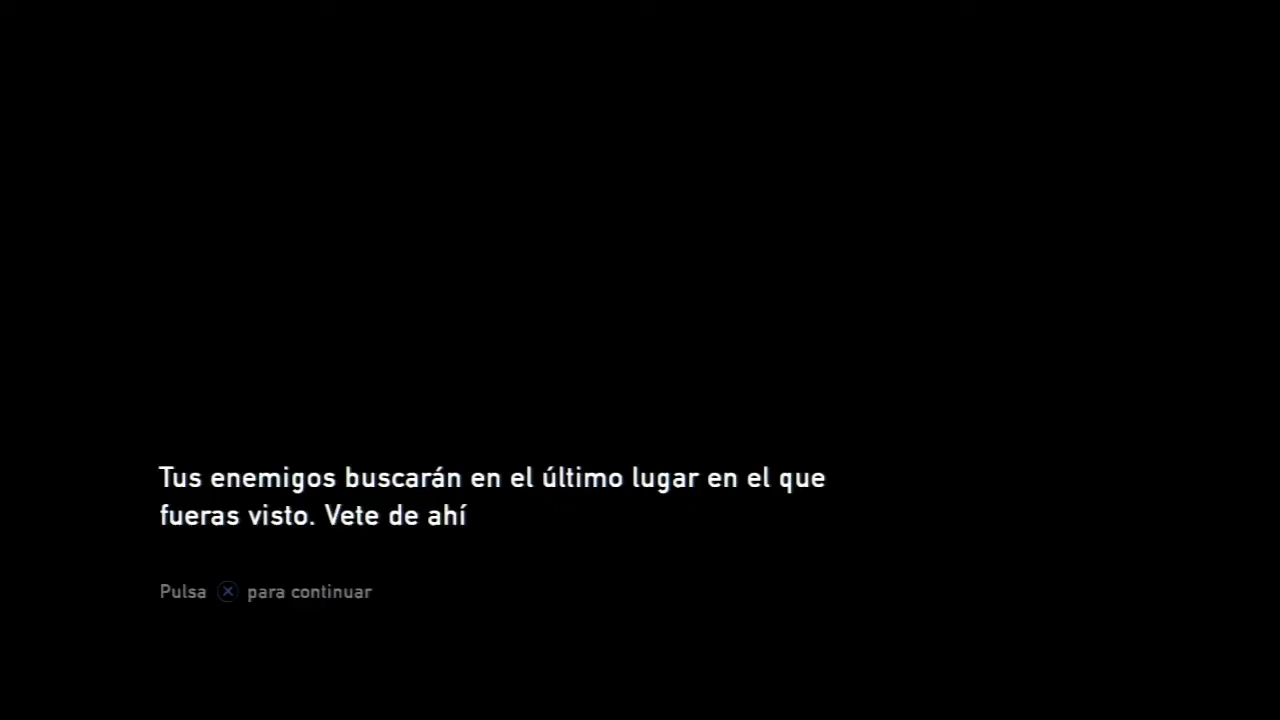 Tus enemigos buscarán en el último lugar en el que
fueras visto. Vete de ahí
Pulsa ⓧ para continuar